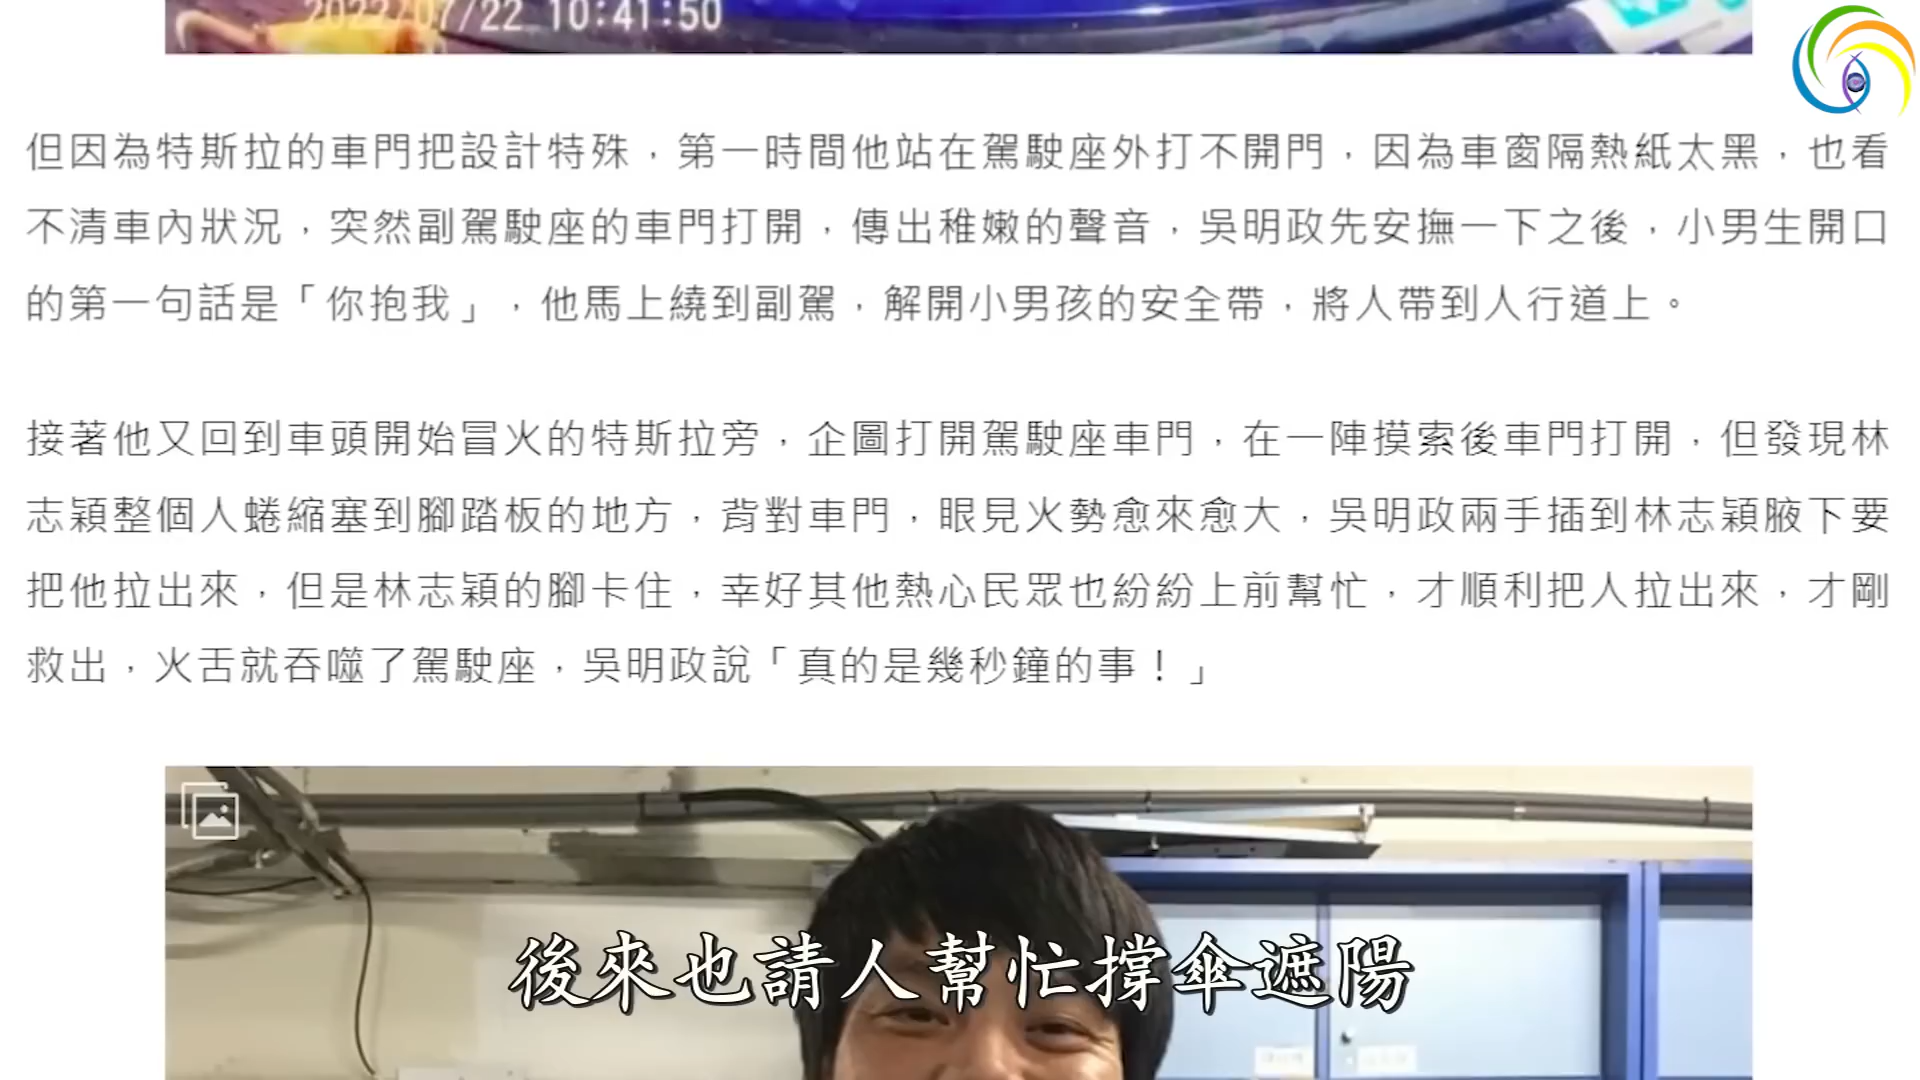 2022/07/22 10:41:50
但因為特斯拉的車門把設計特殊，第一時間他站在駕駛座外打不開門，因為車窗隔熱紙太黑，也看
不清車內狀況，突然副駕駛座的車門打開，傳出稚嫩的聲音，吳明政先安撫一下之後，小男生開口
的第一句話是「你抱我」，他馬上繞到副駕，解開小男孩的安全帶，將人帶到人行道上。
接著他又回到車頭開始冒火的特斯拉旁，企圖打開駕駛座車門，在一陣摸索後車門打開，但發現林
志穎整個人蜷縮塞到腳踏板的地方，背對車門，眼見火勢愈來愈大，吳明政兩手插到林志穎腋下要
把他拉出來，但是林志穎的腳卡住，幸好其他熱心民眾也紛紛上前幫忙，才順利把人拉出來，才剛
救出，火舌就吞噬了駕駛座，吳明政說「真的是幾秒鐘的事！」
後來也請人幫忙撐傘遮陽